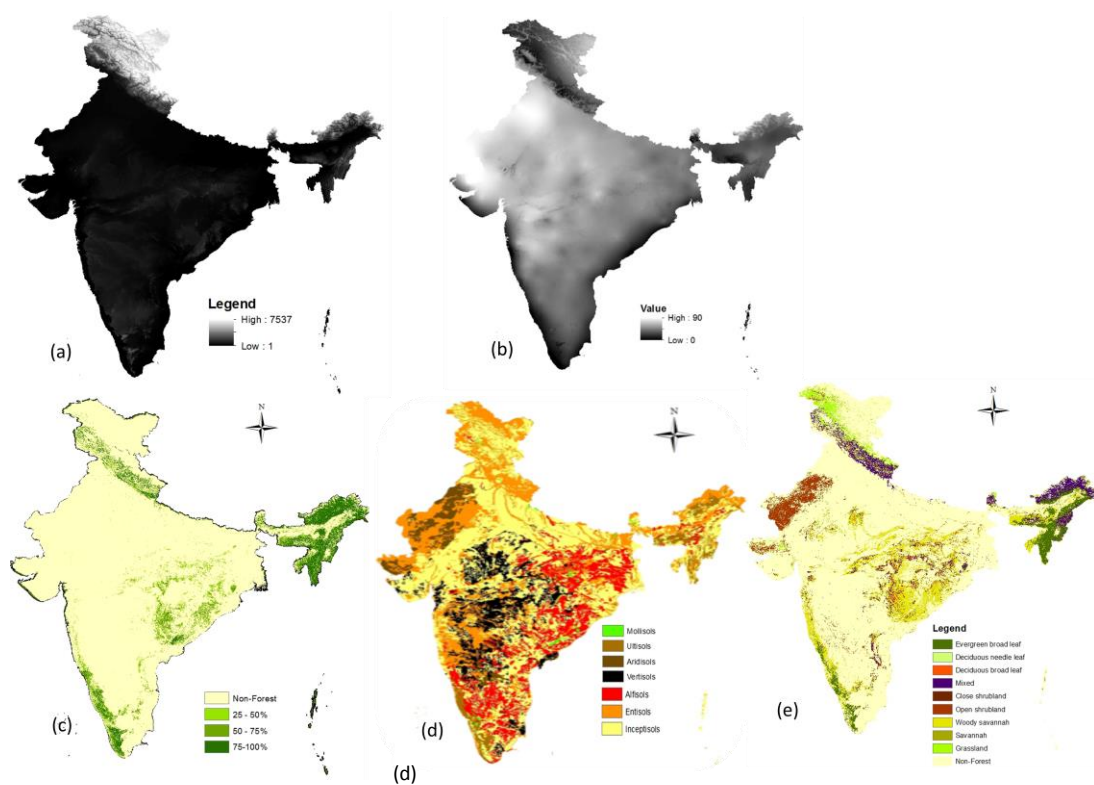 Legend
High : 7537
Low : 1
(a)
Value
High : 90
Low : 0
(b)
N
Non-Forest
25 - 50%
50 - 75%
75-100%
(c)
N
Mollisols
Ultisols
Aridisols
Vertisols
Alfisols
Entisols
Inceptisols
(d)
(d)
N
Legend
Evergreen broad leaf
Deciduous needle leaf
Deciduous broad leaf
Mixed
Close shrubland
Open shrubland
Woody savannah
Savannah
Grassland
Non-Forest
(e)